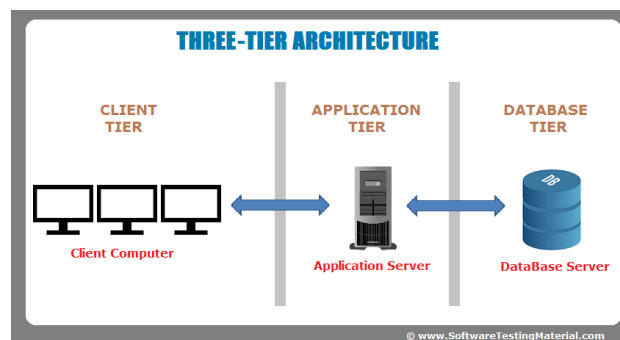 THREE-TIER ARCHITECTURE
CLIENT
TIER
APPLICATION
TIER
DATABASE
TIER
DB
Client Computer
Application Server
DataBase Server
© www.SoftwareTestingMaterial.com